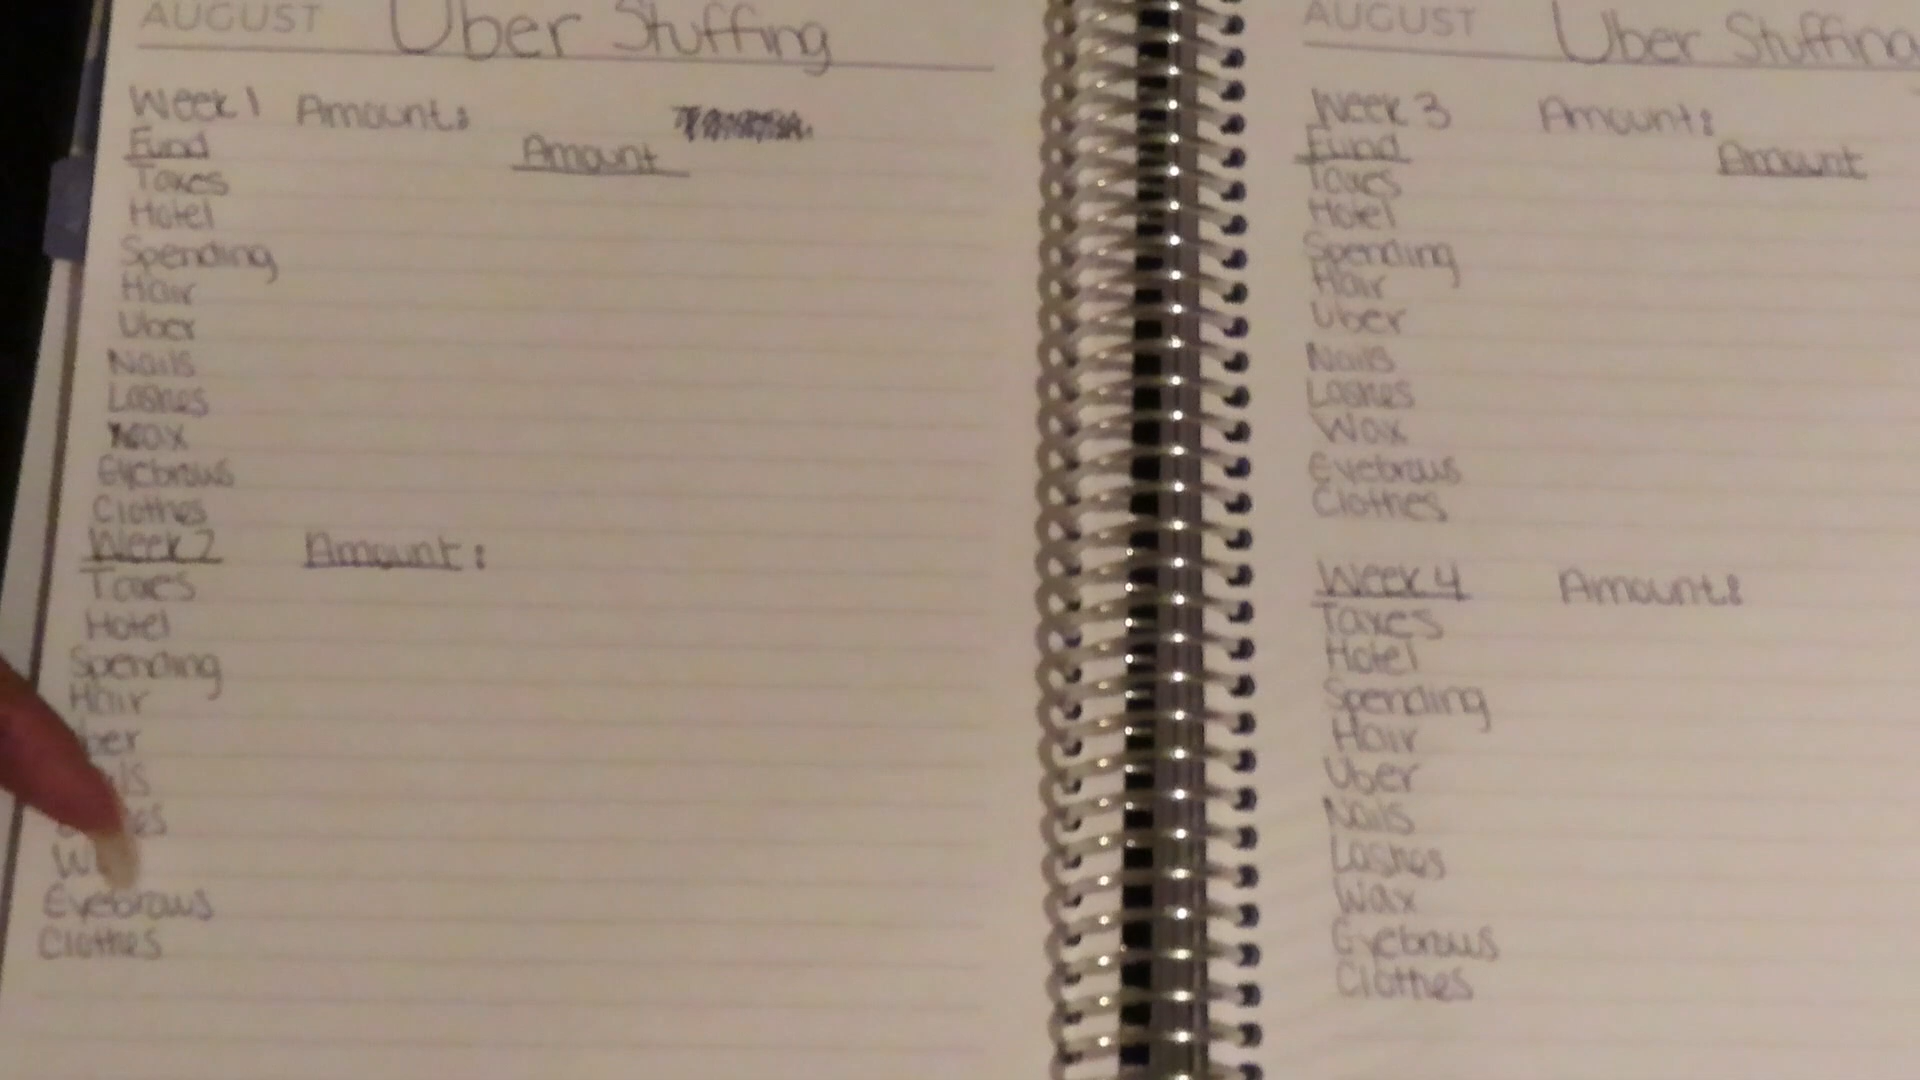 AUGUST Uber Stuffing
Week 1 Amount:
Fund Amount
Taxes
Hotel
Spending
Hair
Uber
Nails
Lashes
Wax
Eyebrows
Clothes
Week 2 Amount:
Taxes
Hotel
Spending
Hair
ber
ls
es
W
Eyebrows
Clothes
AUGUST Uber Stuffing
Week 3 Amount:
Fund Amount
Taxes
Hotel
Spending
Hair
Uber
Nails
Lashes
Wax
Eyebrows
Clothes
Week 4 Amount:
Taxes
Hotel
Spending
Hair
Uber
Nails
Lashes
Wax
Eyebrows
Clothes